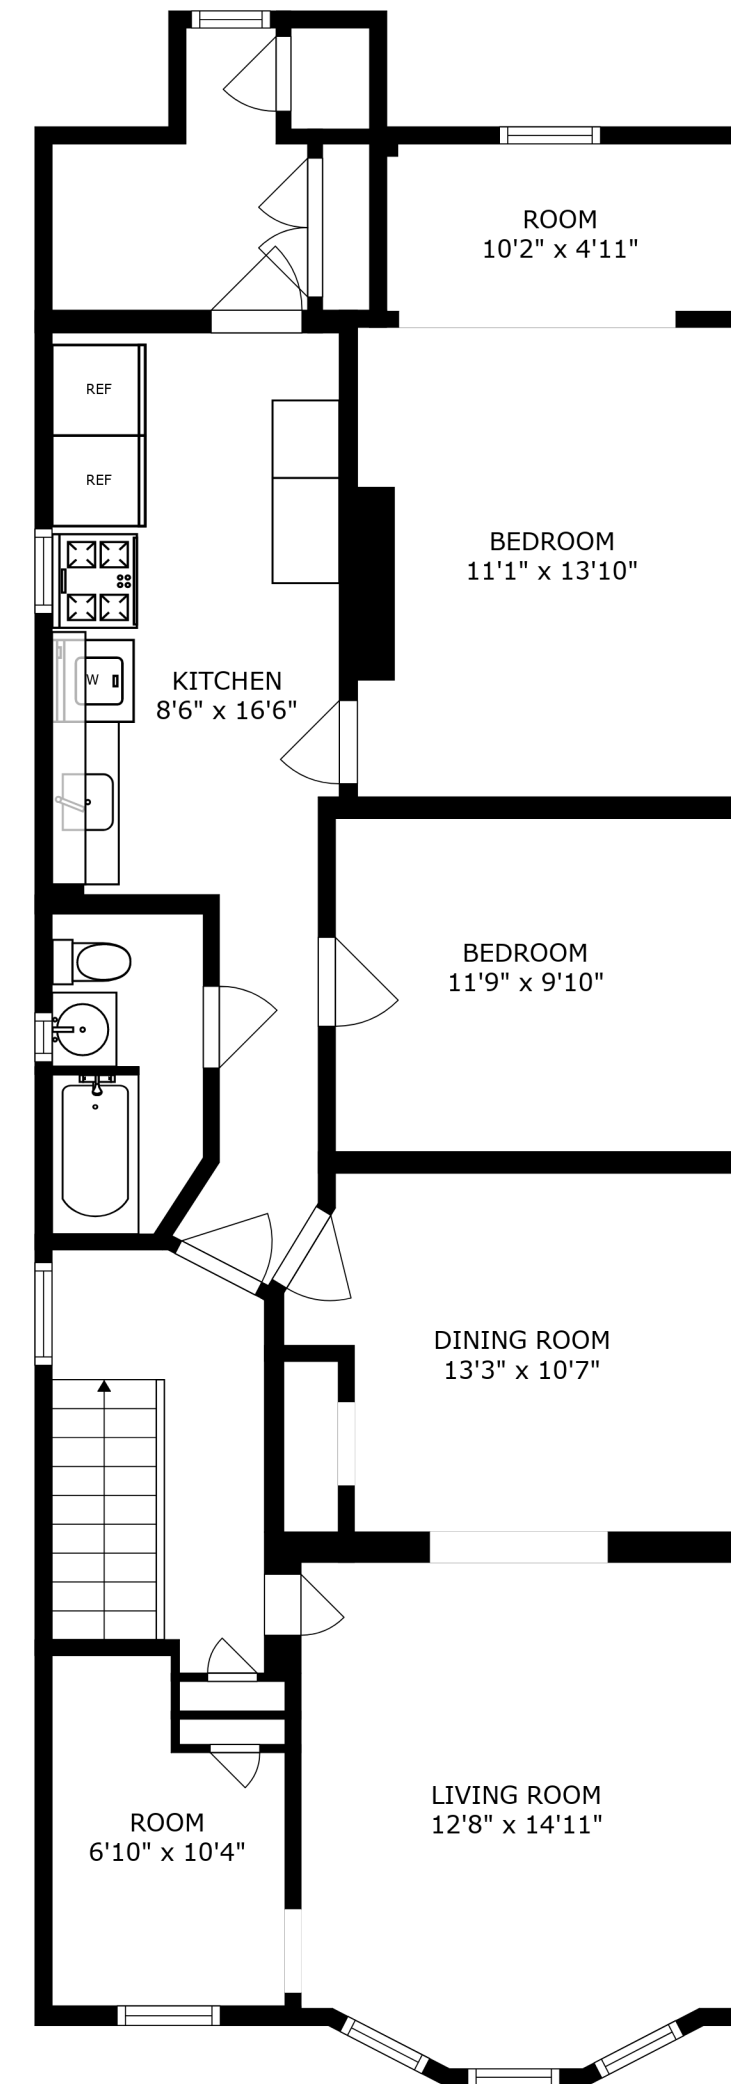 ROOM
10'2" x 4'11"
REF
REF
BEDROOM
11'1" x 13'10"
W
KITCHEN
8'6" x 16'6"
BEDROOM
11'9" x 9'10"
DINING ROOM
13'3" x 10'7"
LIVING ROOM
12'8" x 14'11"
ROOM
6'10" x 10'4"